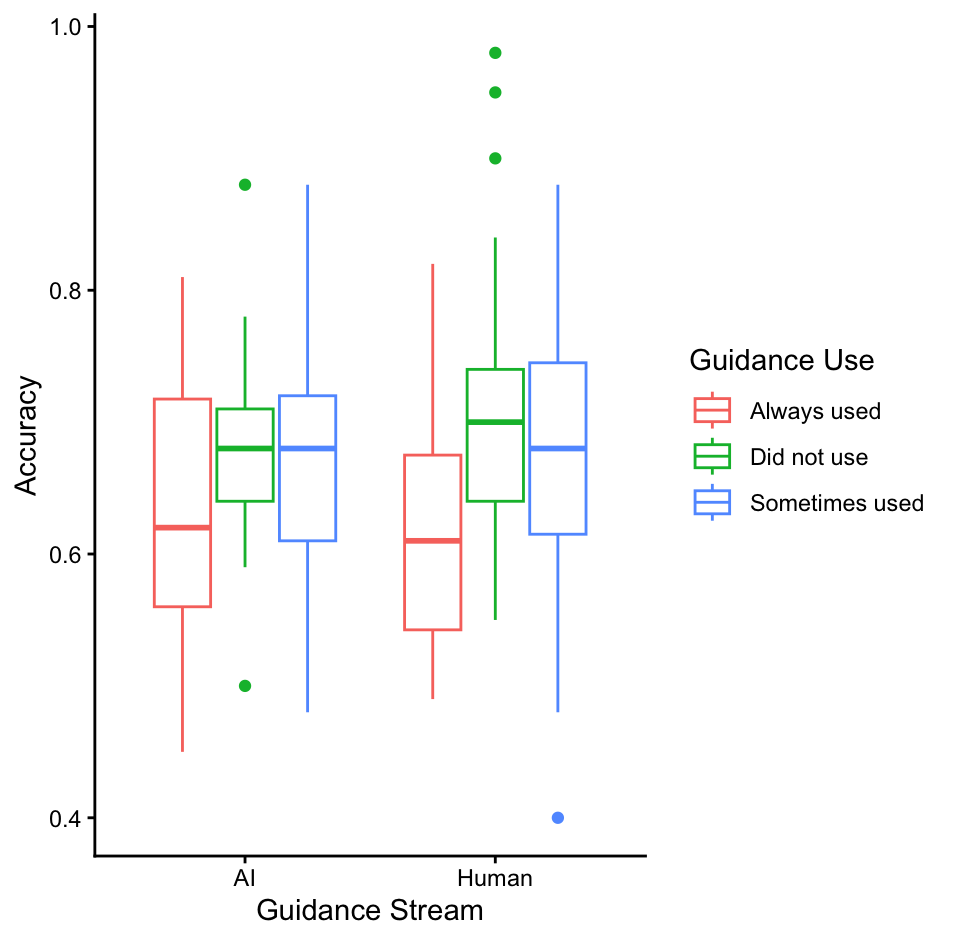 1.0
0.8
0.6
0.4
Accuracy
AI
Human
Guidance Stream
Guidance Use
Always used
Did not use
Sometimes used